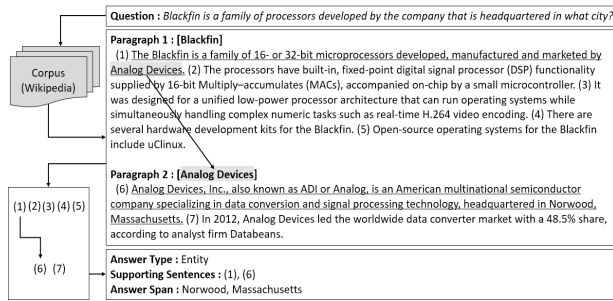 Question : Blackfin is a family of processors developed by the company that is headquartered in what city?
Corpus
(Wikipedia)
Paragraph 1 : [Blackfin]
(1) The Blackfin is a family of 16- or 32-bit microprocessors developed, manufactured and marketed by
Analog Devices. (2) The processors have built-in, fixed-point digital signal processor (DSP) functionality
supplied by 16-bit Multiply–accumulates (MACs), accompanied on-chip by a small microcontroller. (3) It
was designed for a unified low-power processor architecture that can run operating systems while
simultaneously handling complex numeric tasks such as real-time H.264 video encoding. (4) There are
several hardware development kits for the Blackfin. (5) Open-source operating systems for the Blackfin
include uClinux.
Paragraph 2 : [Analog Devices]
(6) Analog Devices, Inc., also known as ADI or Analog, is an American multinational semiconductor
company specializing in data conversion and signal processing technology, headquartered in Norwood,
Massachusetts. (7) In 2012, Analog Devices led the worldwide data converter market with a 48.5% share,
according to analyst firm Databeans.
(1) (2) (3) (4) (5)
(6) (7)
Answer Type : Entity
Supporting Sentences : (1), (6)
Answer Span : Norwood, Massachusetts